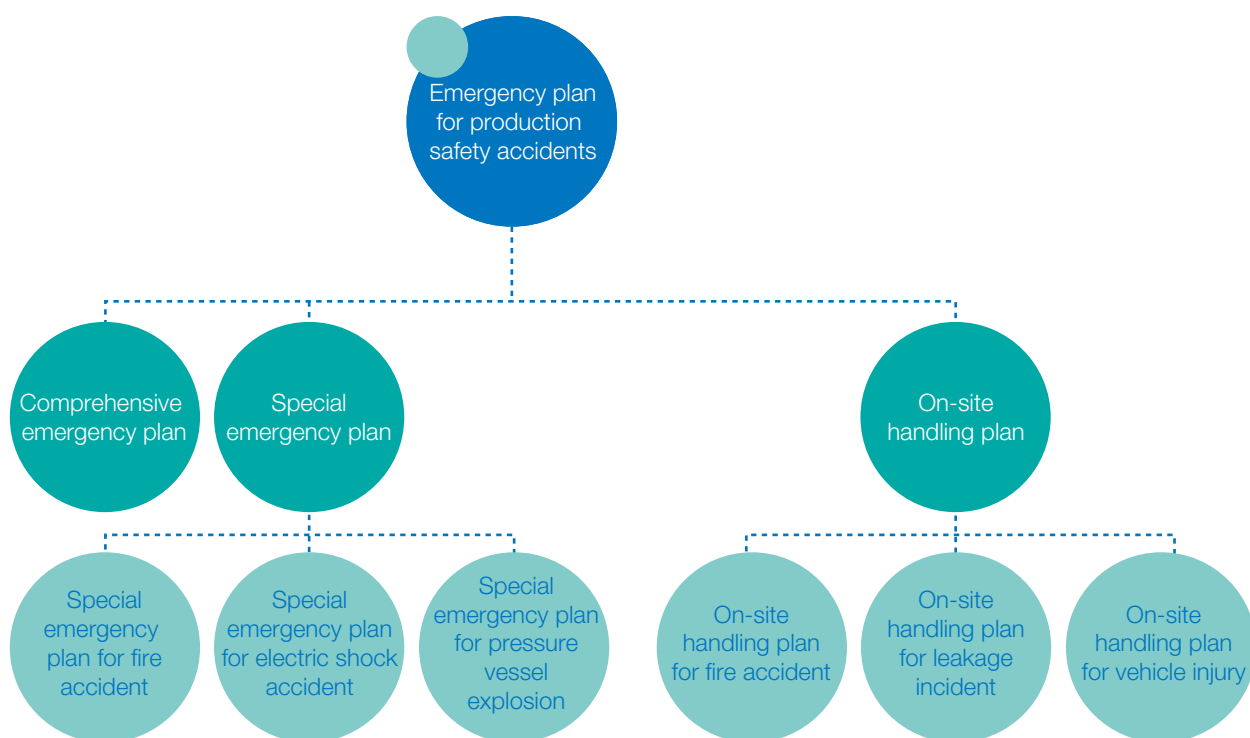 Emergency plan
for production
safety accidents
Comprehensive
emergency plan
Special
emergency plan
On-site
handling plan
Special
emergency
plan for fire
accident
Special
emergency plan
for electric shock
accident
Special
emergency plan
for pressure
vessel
explosion
On-site
handling plan
for fire accident
On-site
handling plan
for leakage
incident
On-site
handling plan
for vehicle injury